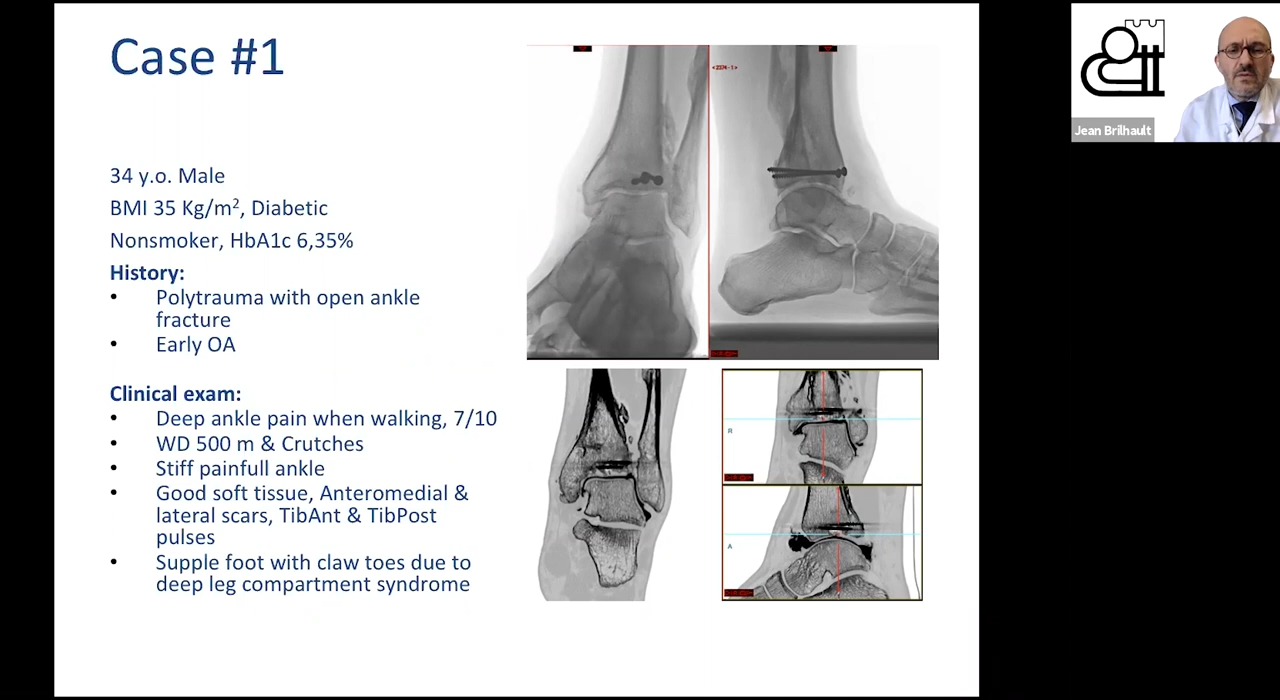 Case #1
34 y.o. Male
BMI 35 Kg/m², Diabetic
Nonsmoker, HbA1c 6,35%
History:
• Polytrauma with open ankle
fracture
• Early OA
Clinical exam:
• Deep ankle pain when walking, 7/10
• WD 500 m & Crutches
• Stiff painfull ankle
• Good soft tissue, Anteromedial &
lateral scars, TibAnt & TibPost
pulses
• Supple foot with claw toes due to
deep leg compartment syndrome
R
A
Jean Brilhault